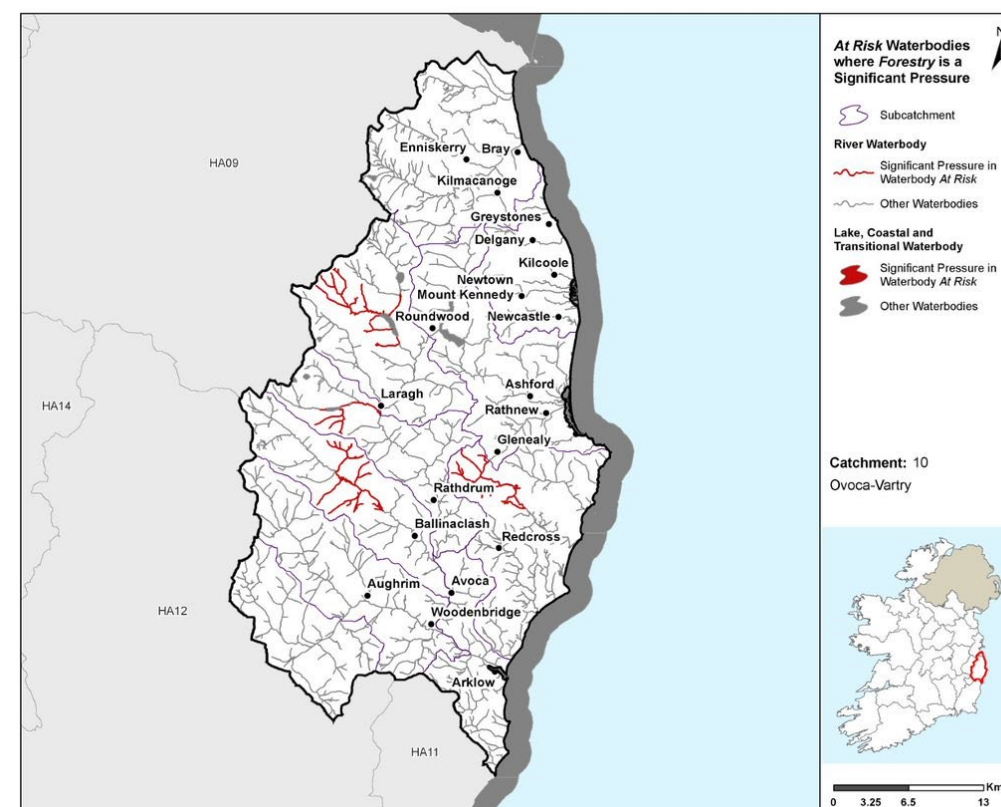 At Risk Waterbodies
where Forestry is a
Significant Pressure
Subcatchment
River Waterbody
Significant Pressure in
Waterbody At Risk
Other Waterbodies
Lake, Coastal and
Transitional Waterbody
Significant Pressure in
Waterbody At Risk
Other Waterbodies
Catchment: 10
Ovoca-Vartry
N
HA09
HA14
HA12
HA11
Enniskerry
Bray
Kilmacanoge
Greystones
Delgany
Kilcoole
Newtown
Mount Kennedy
Roundwood
Newcastle
Laragh
Ashford
Rathnew
Glenealy
Rathdrum
Ballinaclash
Redcross
Aughrim
Avoca
Woodenbridge
Arklow
Km
0 3.25 6.5 13